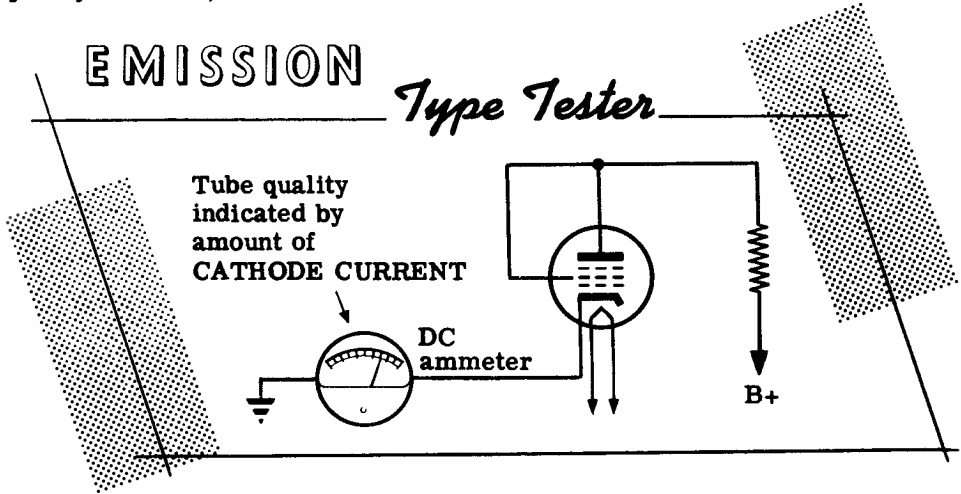 EMISSION
Type Tester
Tube quality
indicated by
amount of
CATHODE CURRENT
DC
ammeter
B+